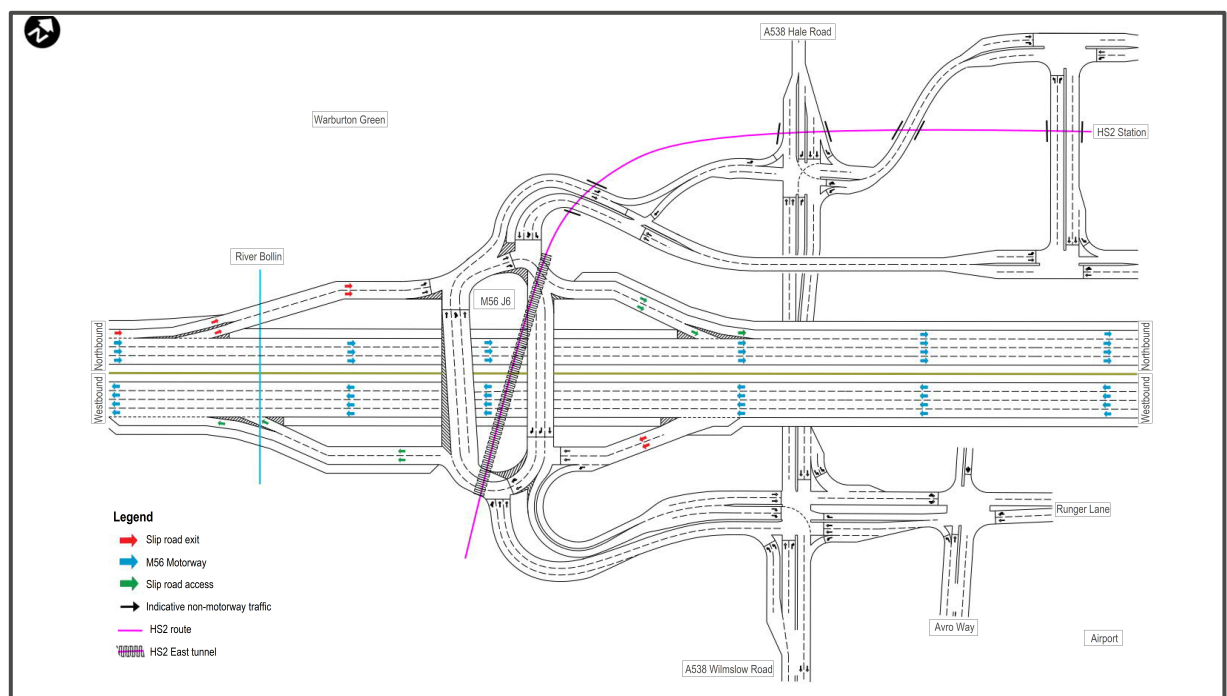 N
A538 Hale Road
Warburton Green
HS2 Station
River Bollin
M56 J6
Northbound
Northbound
Westbound
Westbound
Legend
Slip road exit
M56 Motorway
Slip road access
Indicative non-motorway traffic
HS2 route
HS2 East tunnel
Runger Lane
Avro Way
Airport
A538 Wilmslow Road